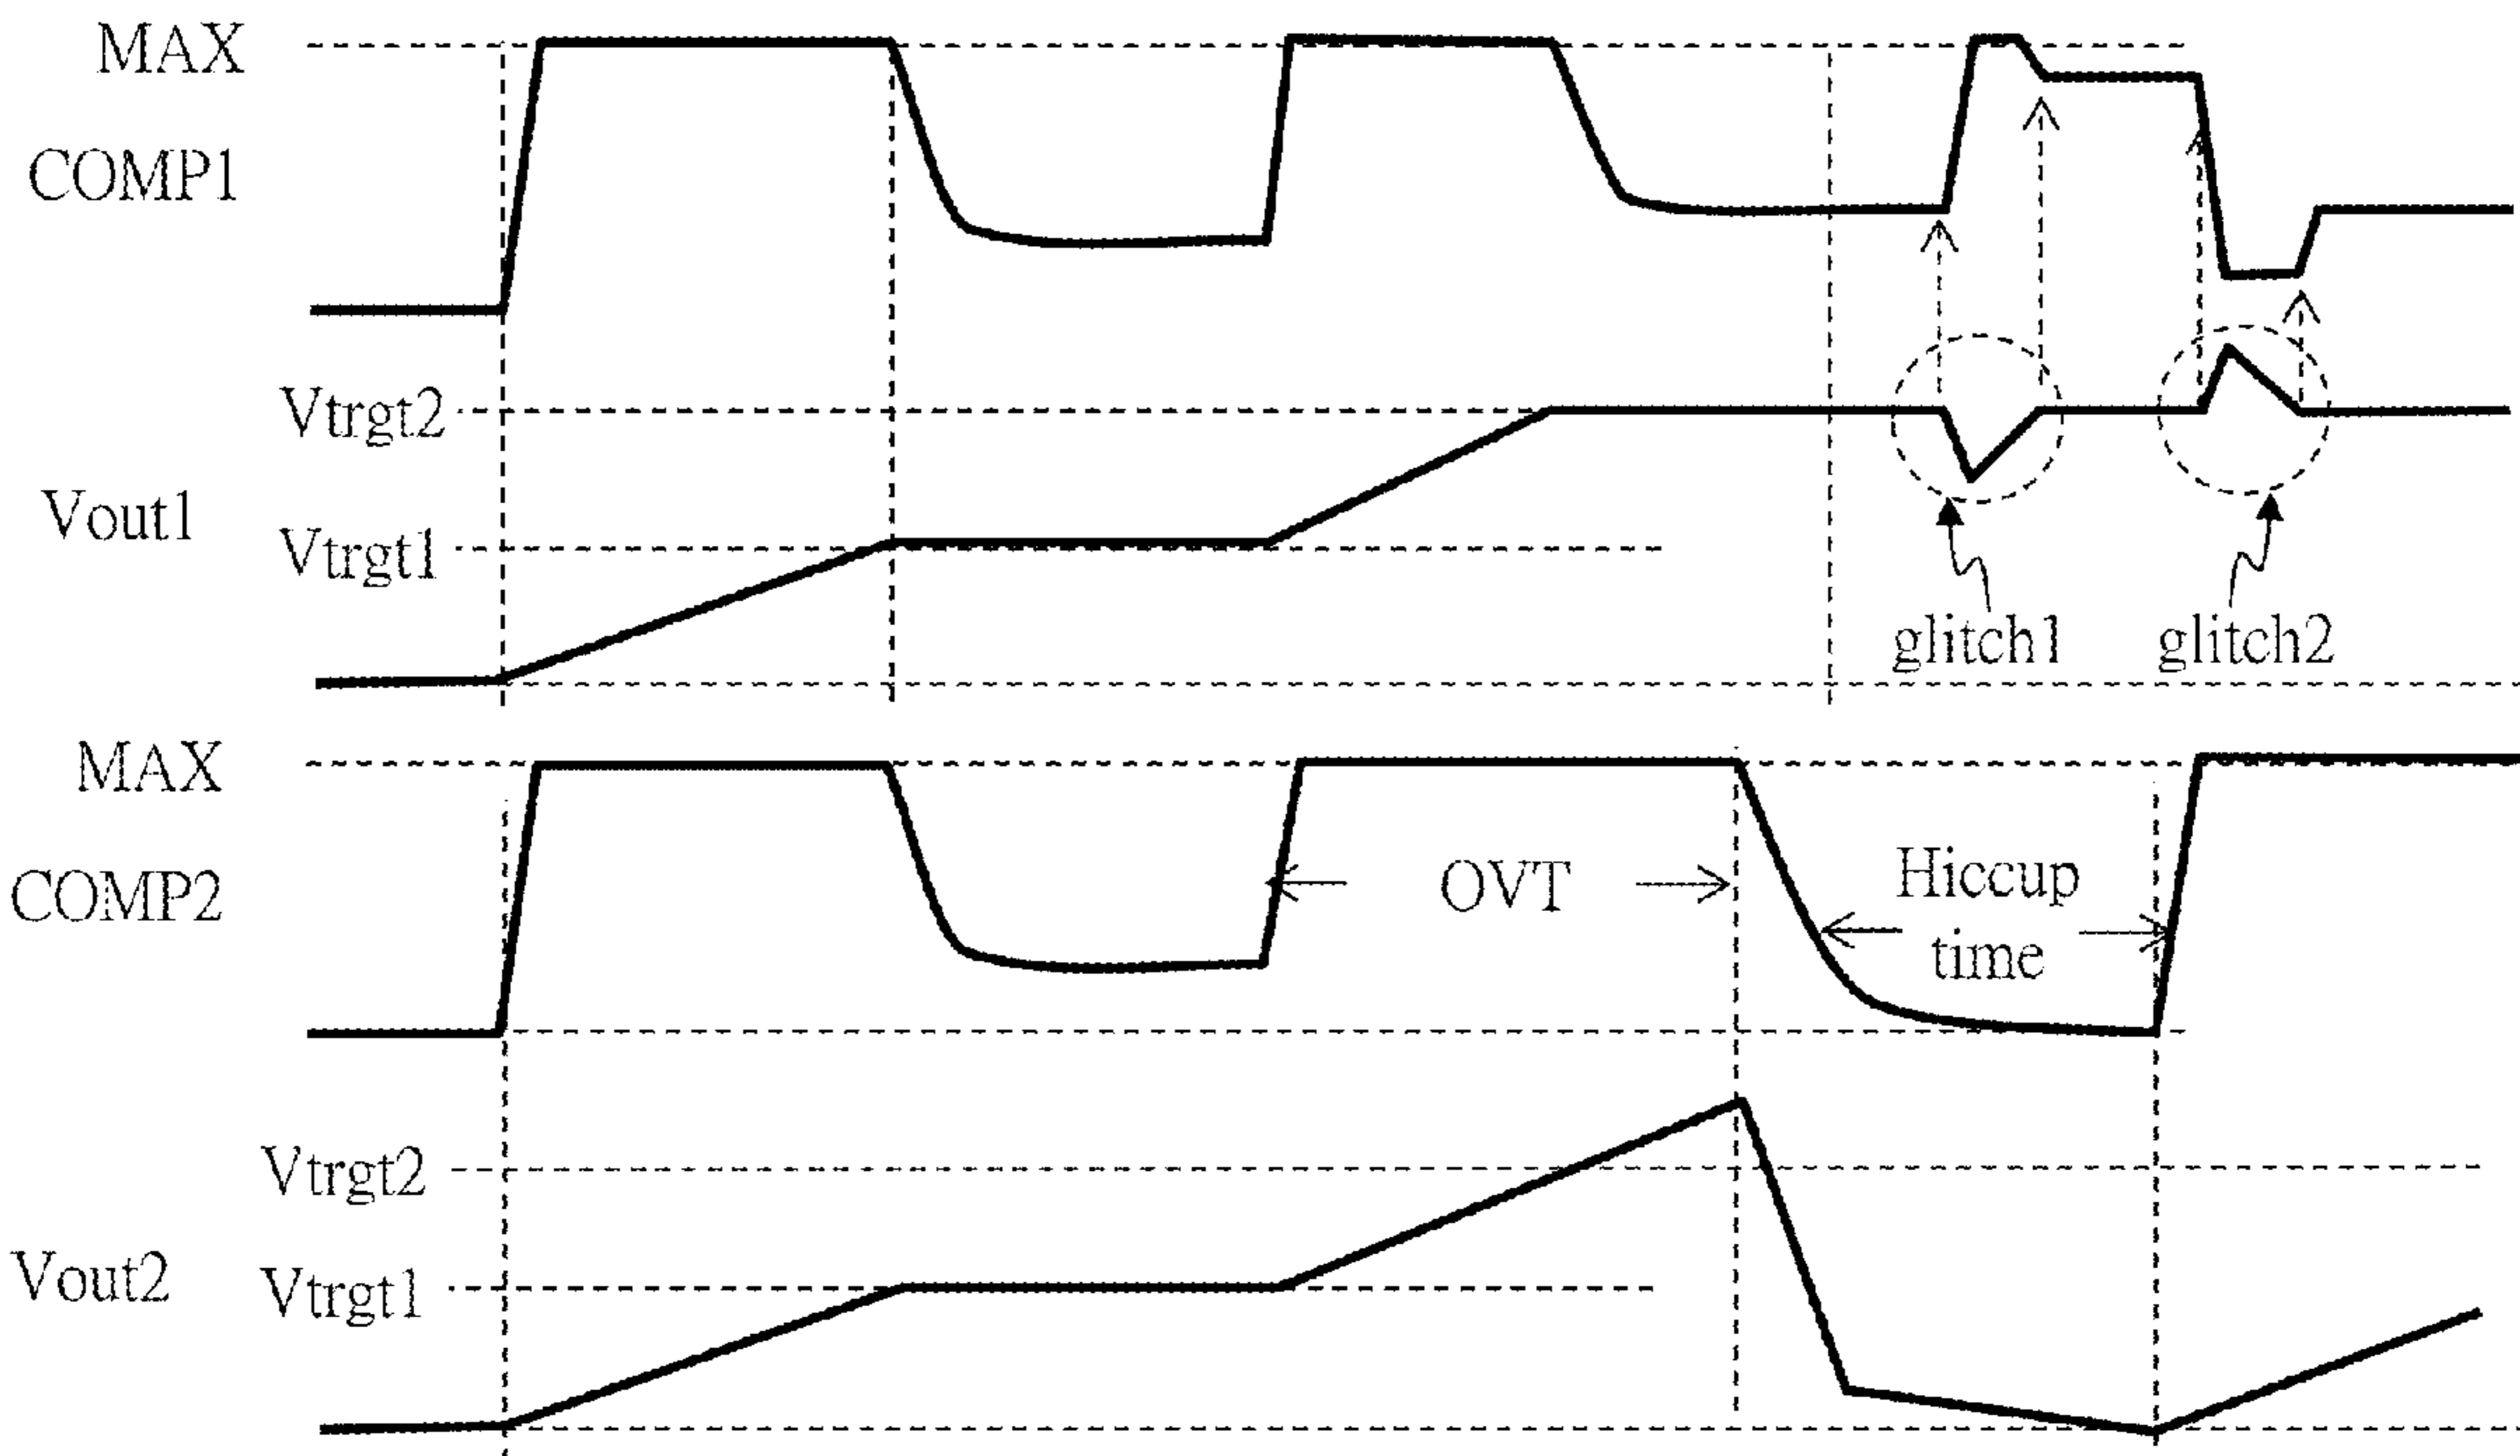 MAX
COMP1
Vtrgt2
Vout1
Vtrgt1
glitch1
glitch2
MAX
COMP2
OVT
Hiccup
time
Vtrgt2
Vout2
Vtrgt1